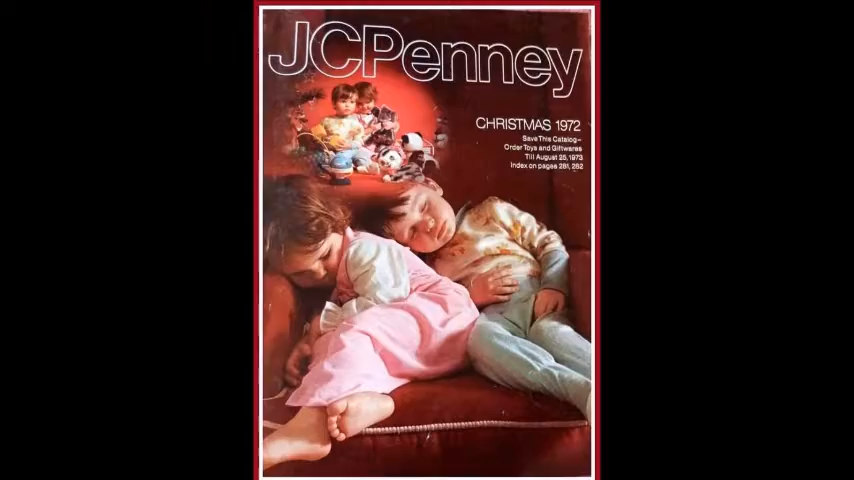 JCPenney
CHRISTMAS 1972
Save This Catalog–
Order Toys and Giftwares
Till August 25, 1973
Index on pages 281, 282